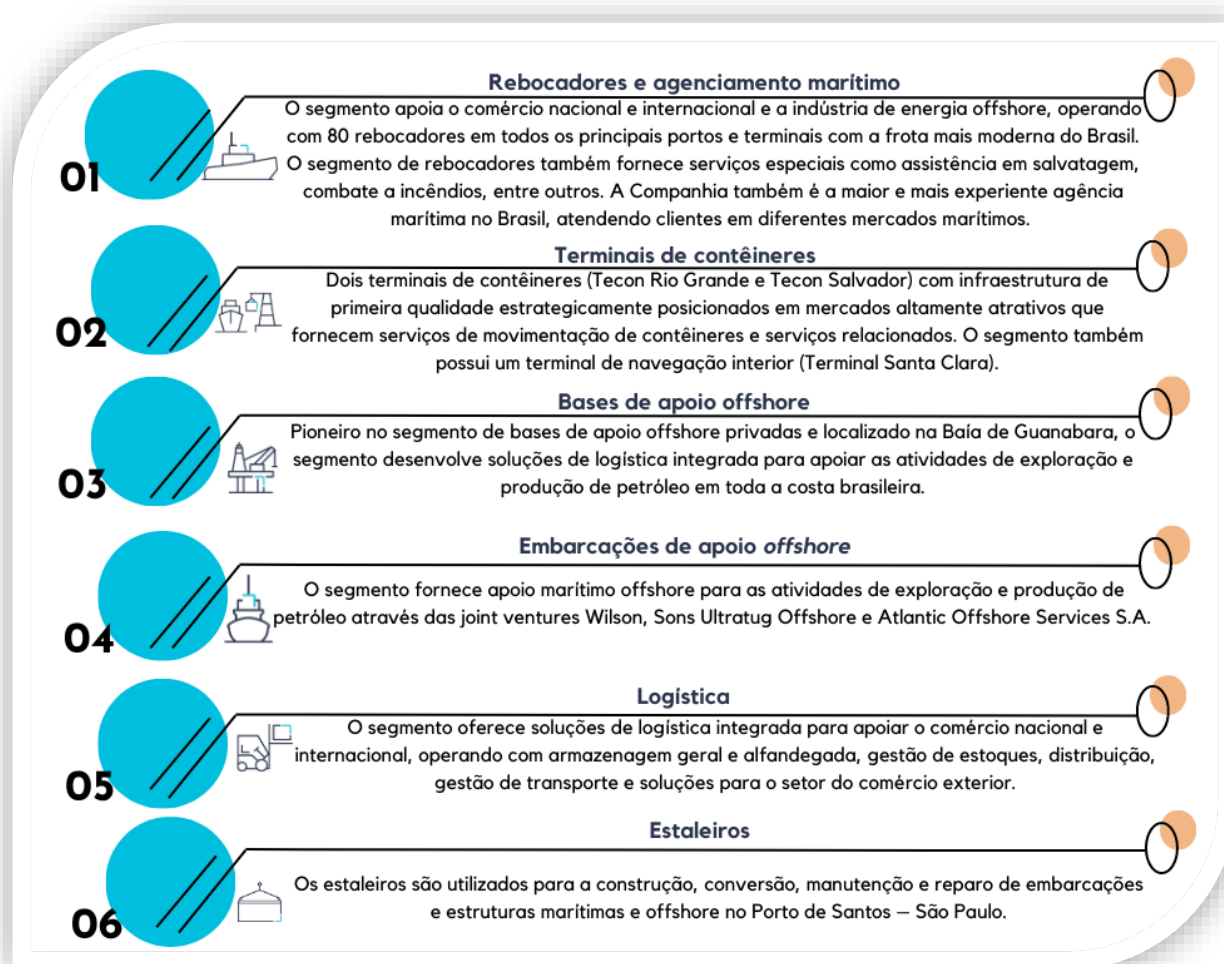 01
Rebocadores e agenciamento marítimo
O segmento apoia o comércio nacional e internacional e a indústria de energia offshore, operando
com 80 rebocadores em todos os principais portos e terminais com a frota mais moderna do Brasil.
O segmento de rebocadores também fornece serviços especiais como assistência em salvatagem,
combate a incêndios, entre outros. A Companhia também é a maior e mais experiente agência
marítima no Brasil, atendendo clientes em diferentes mercados marítimos.
02
Terminais de contêineres
Dois terminais de contêineres (Tecon Rio Grande e Tecon Salvador) com infraestrutura de
primeira qualidade estrategicamente posicionados em mercados altamente atrativos que
fornecem serviços de movimentação de contêineres e serviços relacionados. O segmento também
possui um terminal de navegação interior (Terminal Santa Clara).
03
Bases de apoio offshore
Pioneiro no segmento de bases de apoio offshore privadas e localizado na Baía de Guanabara, o
segmento desenvolve soluções de logística integrada para apoiar as atividades de exploração e
produção de petróleo em toda a costa brasileira.
04
Embarcações de apoio offshore
O segmento fornece apoio marítimo offshore para as atividades de exploração e produção de
petróleo através das joint ventures Wilson, Sons Ultratug Offshore e Atlantic Offshore Services S.A.
05
Logística
O segmento oferece soluções de logística integrada para apoiar o comércio nacional e
internacional, operando com armazenagem geral e alfandegada, gestão de estoques, distribuição,
gestão de transporte e soluções para o setor do comércio exterior.
06
Estaleiros
Os estaleiros são utilizados para a construção, conversão, manutenção e reparo de embarcações
e estruturas marítimas e offshore no Porto de Santos – São Paulo.